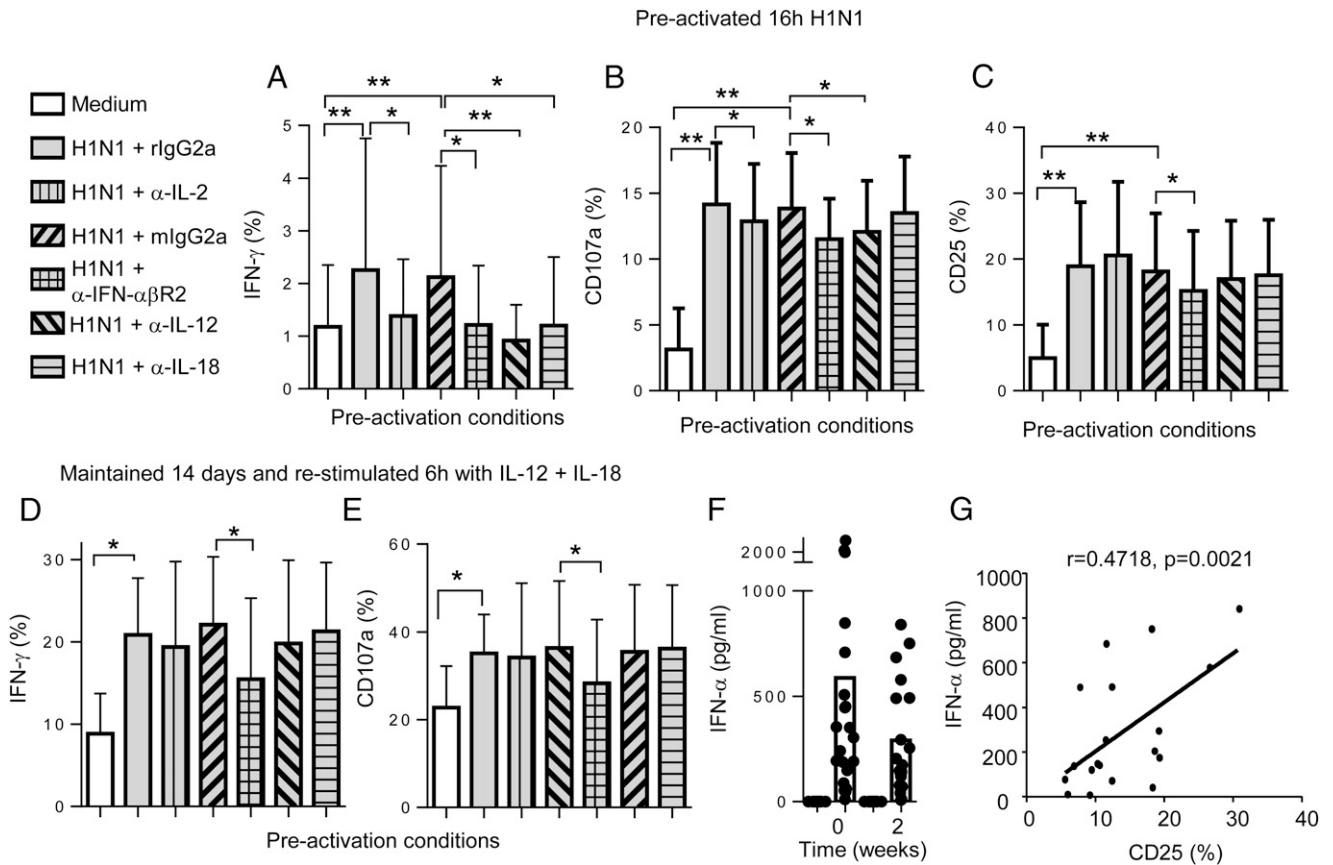 Pre-activated 16h H1N1
Medium
H1N1 + rIgG2a
H1N1 + α-IL-2
H1N1 + mIgG2a
H1N1 +
α-IFN-αβR2
H1N1 + α-IL-12
H1N1 + α-IL-18
A
** *
** * **
*
IFN-γ (%)
5
4
3
2
1
0
Pre-activation conditions
B
** *
** * *
CD107a (%)
20
15
10
5
0
Pre-activation conditions
C
**
** *
CD25 (%)
40
30
20
10
0
Pre-activation conditions
Maintained 14 days and re-stimulated 6h with IL-12 + IL-18
D
* *
IFN-γ (%)
30
20
10
0
E
* *
CD107a (%)
60
40
20
0
Pre-activation conditions
F
IFN-α (pg/ml)
2000
1000
500
0
0 2
Time (weeks)
G
r=0.4718, p=0.0021
IFN-α (pg/ml)
1000
800
600
400
200
0
0 10 20 30 40
CD25 (%)